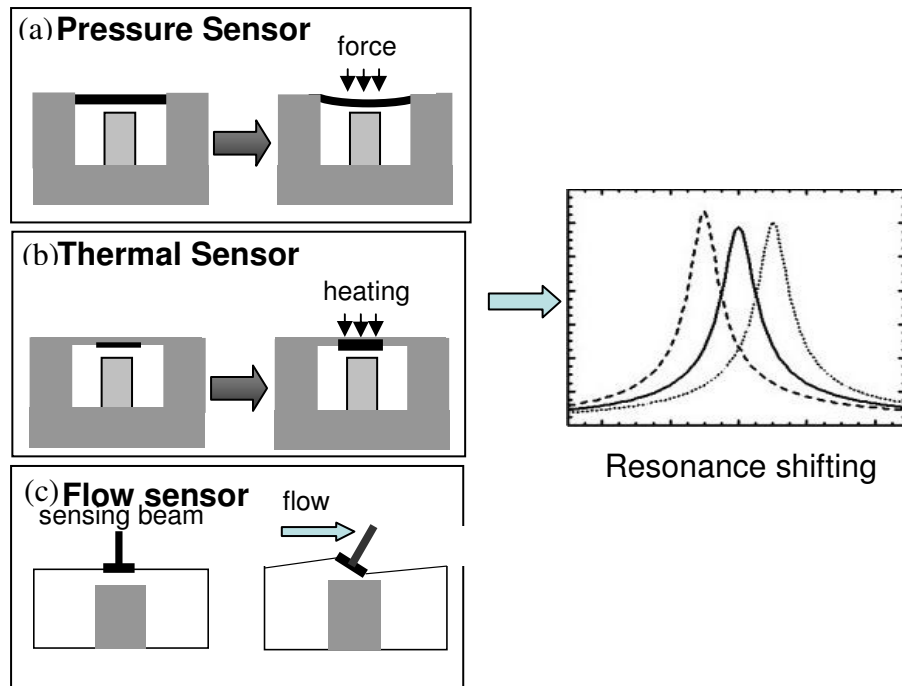 (a) Pressure Sensor
force
(b) Thermal Sensor
heating
(c) Flow sensor
sensing beam
flow
Resonance shifting